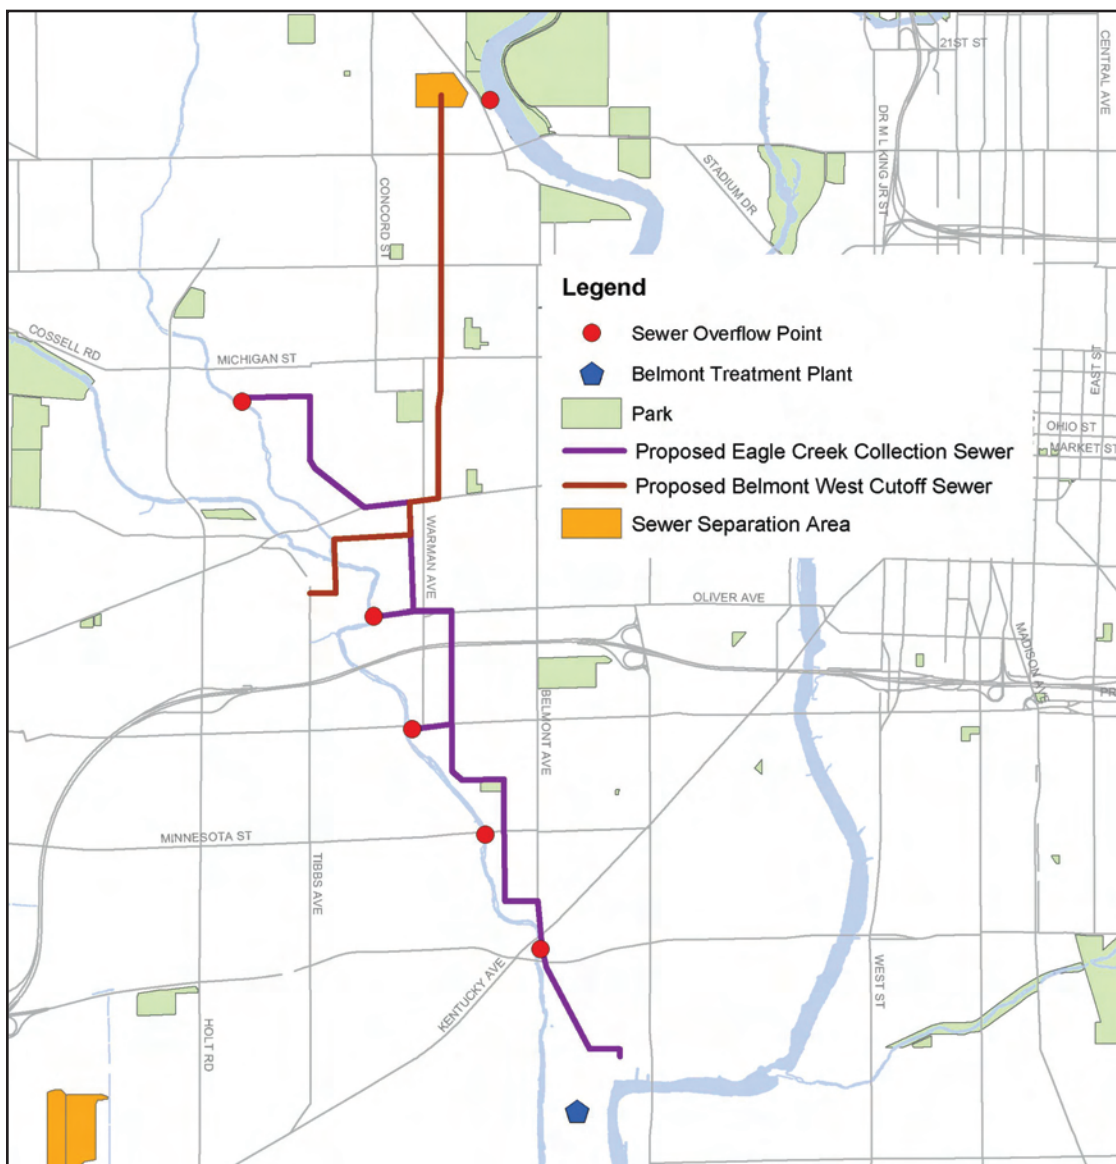 21ST ST
CENTRAL AVE
DR M L KING JR ST
STADIUM DR
CONCORD ST
Legend
Sewer Overflow Point
Belmont Treatment Plant
Park
Proposed Eagle Creek Collection Sewer
Proposed Belmont West Cutoff Sewer
Sewer Separation Area
COSSELL RD
MICHIGAN ST
EAST ST
OHIO ST
MARKET ST
WARMAN AVE
OLIVER AVE
MADISON AVE
PR
BELMONT AVE
MINNESOTA ST
TIBBS AVE
KENTUCKY AVE
WEST ST
HOLT RD